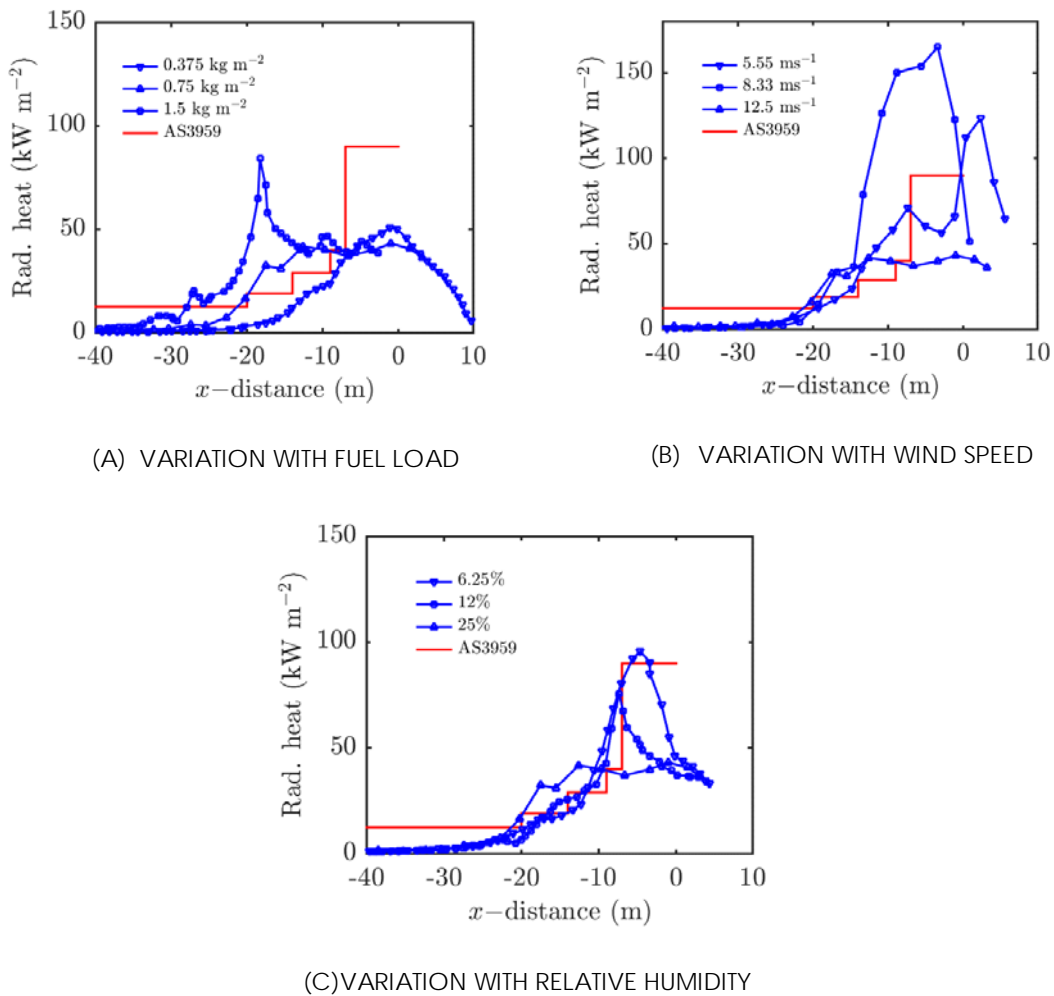 150
100
50
0
Rad. heat (kW m⁻²)
0.375 kg m⁻²
0.75 kg m⁻²
1.5 kg m⁻²
AS3959
-40 -30 -20 -10 0 10
x−distance (m)
(A) VARIATION WITH FUEL LOAD
150
100
50
0
Rad. heat (kW m⁻²)
5.55 ms⁻¹
8.33 ms⁻¹
12.5 ms⁻¹
AS3959
-40 -30 -20 -10 0 10
x−distance (m)
(B) VARIATION WITH WIND SPEED
150
100
50
0
Rad. heat (kW m⁻²)
6.25%
12%
25%
AS3959
-40 -30 -20 -10 0 10
x−distance (m)
(C)VARIATION WITH RELATIVE HUMIDITY